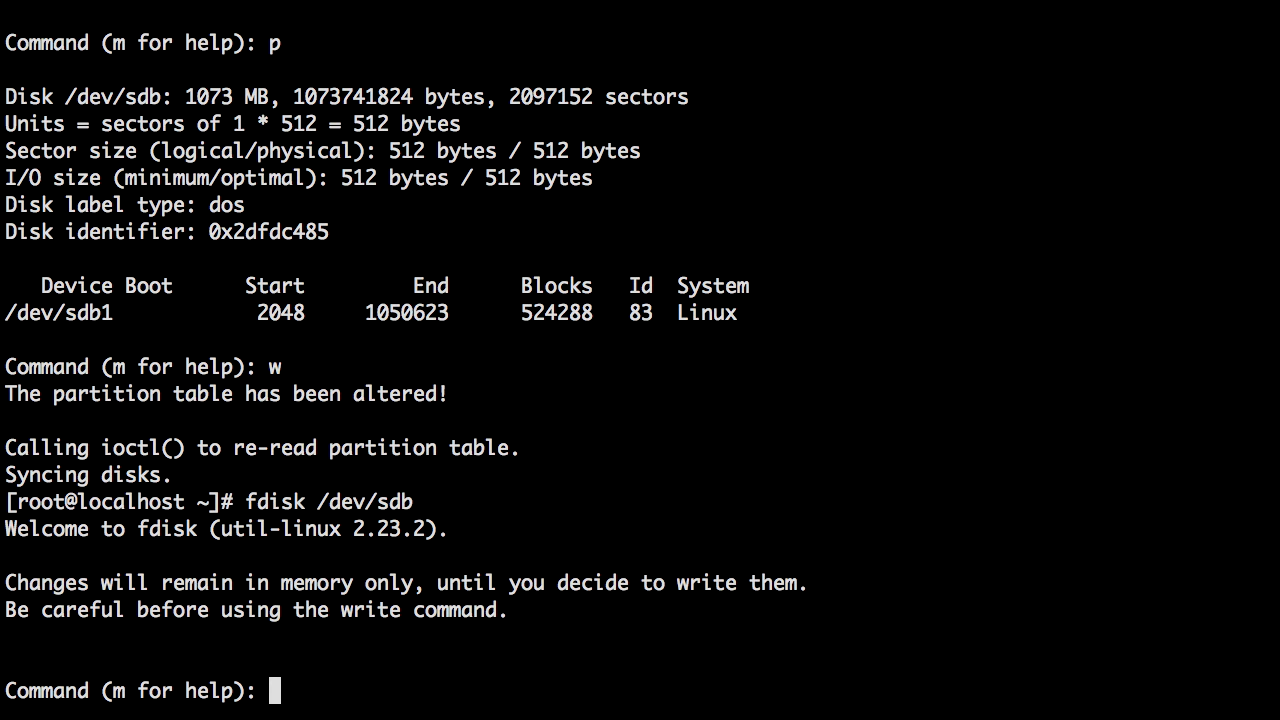 Command (m for help): p
Disk /dev/sdb: 1073 MB, 1073741824 bytes, 2097152 sectors
Units = sectors of 1 * 512 = 512 bytes
Sector size (logical/physical): 512 bytes / 512 bytes
I/O size (minimum/optimal): 512 bytes / 512 bytes
Disk label type: dos
Disk identifier: 0x2dfdc485
   Device Boot      Start         End      Blocks   Id  System
/dev/sdb1            2048     1050623      524288   83  Linux
Command (m for help): w
The partition table has been altered!
Calling ioctl() to re-read partition table.
Syncing disks.
[root@localhost ~]# fdisk /dev/sdb
Welcome to fdisk (util-linux 2.23.2).
Changes will remain in memory only, until you decide to write them.
Be careful before using the write command.
Command (m for help):